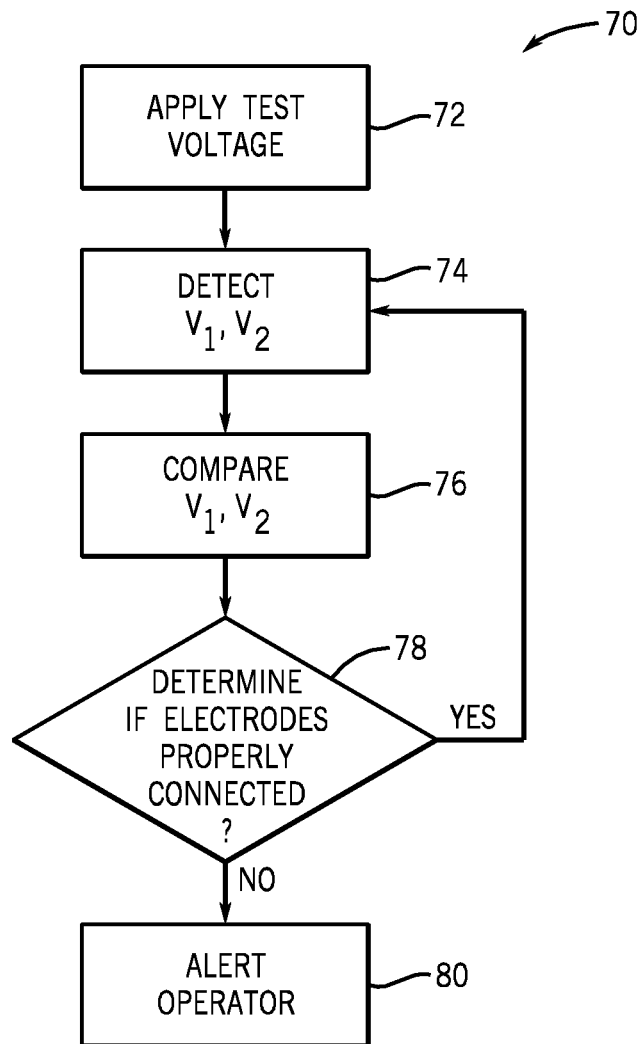 70
APPLY TEST
VOLTAGE
72
DETECT
V1, V2
74
COMPARE
V1, V2
76
DETERMINE
IF ELECTRODES
PROPERLY
CONNECTED
?
78
YES
NO
ALERT
OPERATOR
80